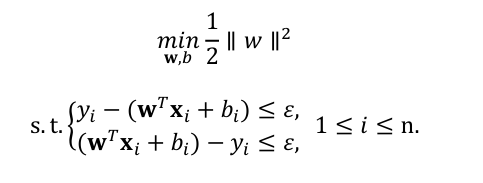 min_{w,b} 1/2 ‖ w ‖²
s.t. { y_i − (w^T x_i + b_i) ≤ ε,
(w^T x_i + b_i) − y_i ≤ ε, 1 ≤ i ≤ n.